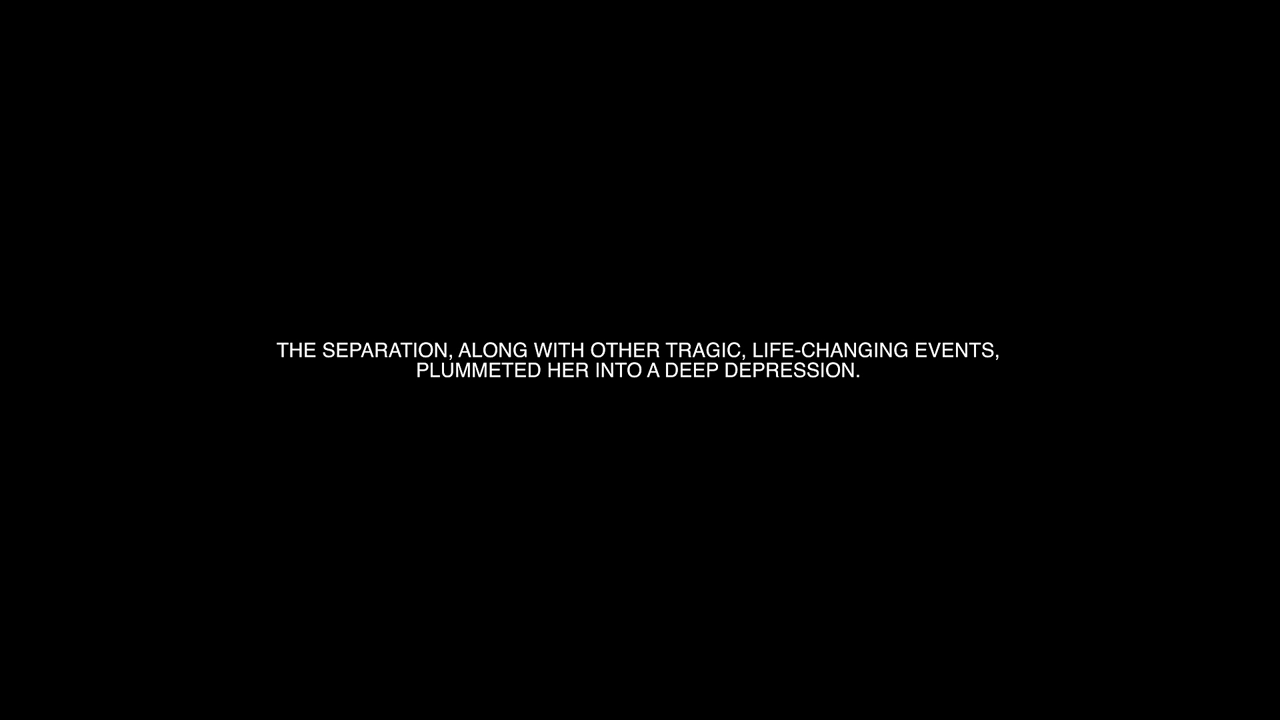 THE SEPARATION, ALONG WITH OTHER TRAGIC, LIFE-CHANGING EVENTS,
PLUMMETED HER INTO A DEEP DEPRESSION.